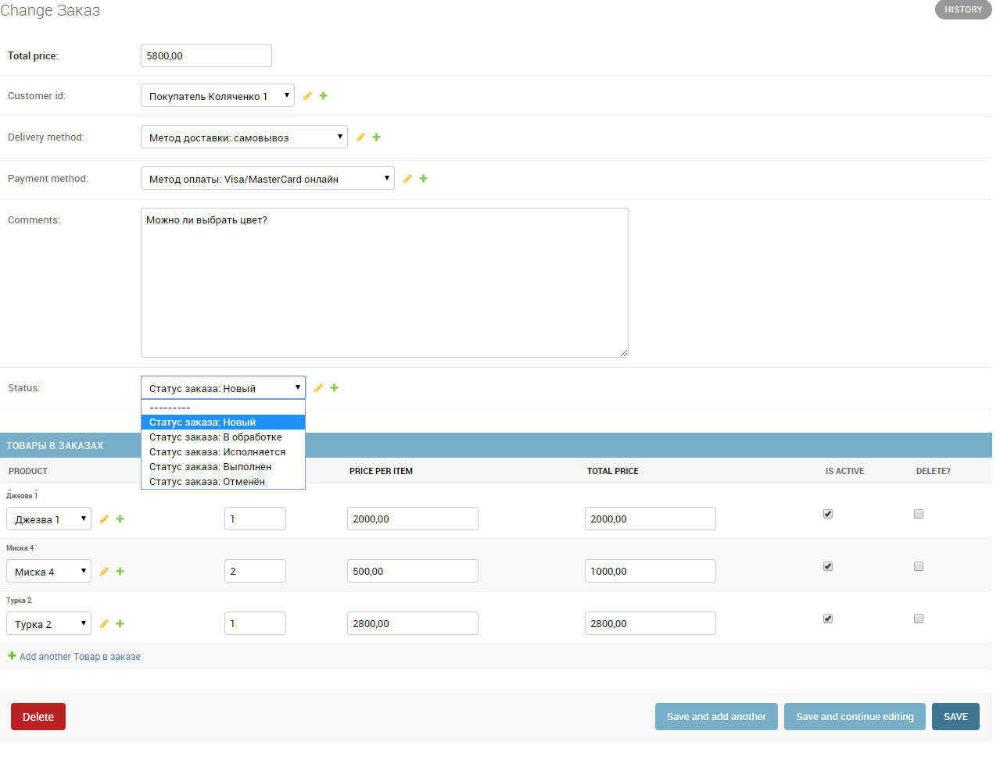 Change Заказ
HISTORY
Total price: 5800,00
Customer id: Покупатель Коляченко 1
Delivery method: Метод доставки: самовывоз
Payment method: Метод оплаты: Visa/MasterCard онлайн
Comments: Можно ли выбрать цвет?
Status: Статус заказа: Новый
---------
Статус заказа: Новый
Статус заказа: В обработке
Статус заказа: Исполняется
Статус заказа: Выполнен
Статус заказа: Отменён
ТОВАРЫ В ЗАКАЗАХ
PRODUCT PRICE PER ITEM TOTAL PRICE IS ACTIVE DELETE?
Джезва 1
Джезва 1 1 2000,00 2000,00
Миска 4
Миска 4 2 500,00 1000,00
Турка 2
Турка 2 1 2800,00 2800,00
Add another Товар в заказе
Delete Save and add another Save and continue editing SAVE